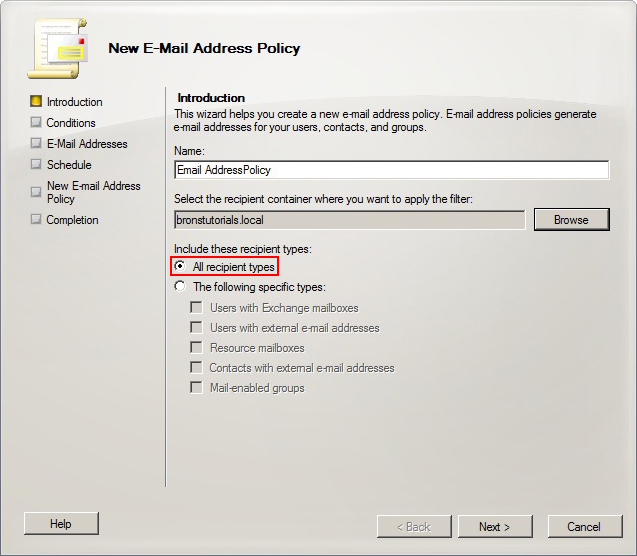 New E-Mail Address Policy
Introduction
Conditions
E-Mail Addresses
Schedule
New E-mail Address
Policy
Completion
Introduction
This wizard helps you create a new e-mail address policy. E-mail address policies generate
e-mail addresses for your users, contacts, and groups.
Name:
Email AddressPolicy
Select the recipient container where you want to apply the filter:
bronstutorials.local
Browse
Include these recipient types:
All recipient types
The following specific types:
Users with Exchange mailboxes
Users with external e-mail addresses
Resource mailboxes
Contacts with external e-mail addresses
Mail-enabled groups
Help
< Back
Next >
Cancel